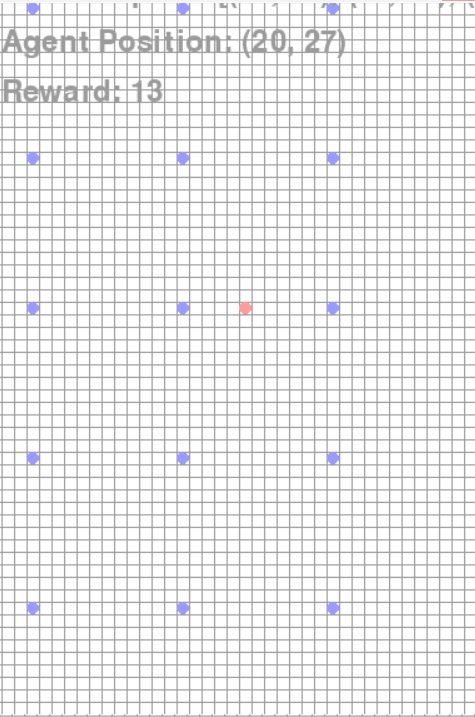 Agent Position: (20, 27)
Reward: 13